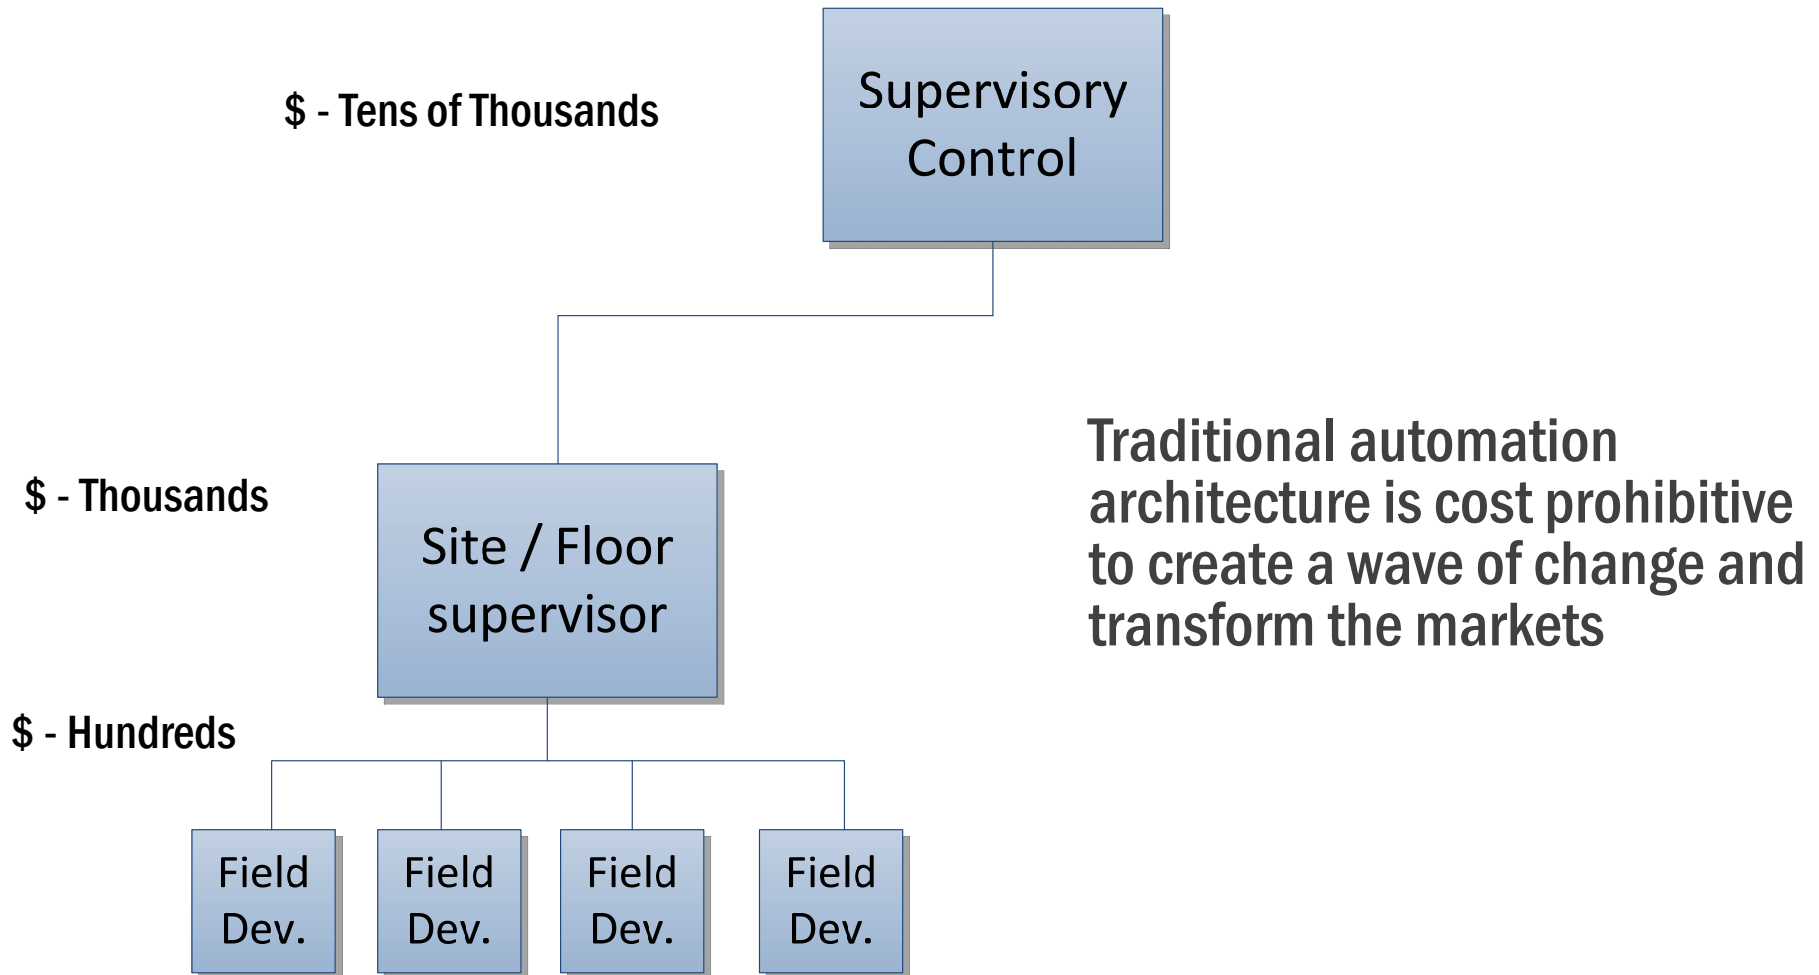 $ - Tens of Thousands
Supervisory
Control
Traditional automation
architecture is cost prohibitive
to create a wave of change and
transform the markets
$ - Thousands
Site / Floor
supervisor
$ - Hundreds
Field
Dev.
Field
Dev.
Field
Dev.
Field
Dev.